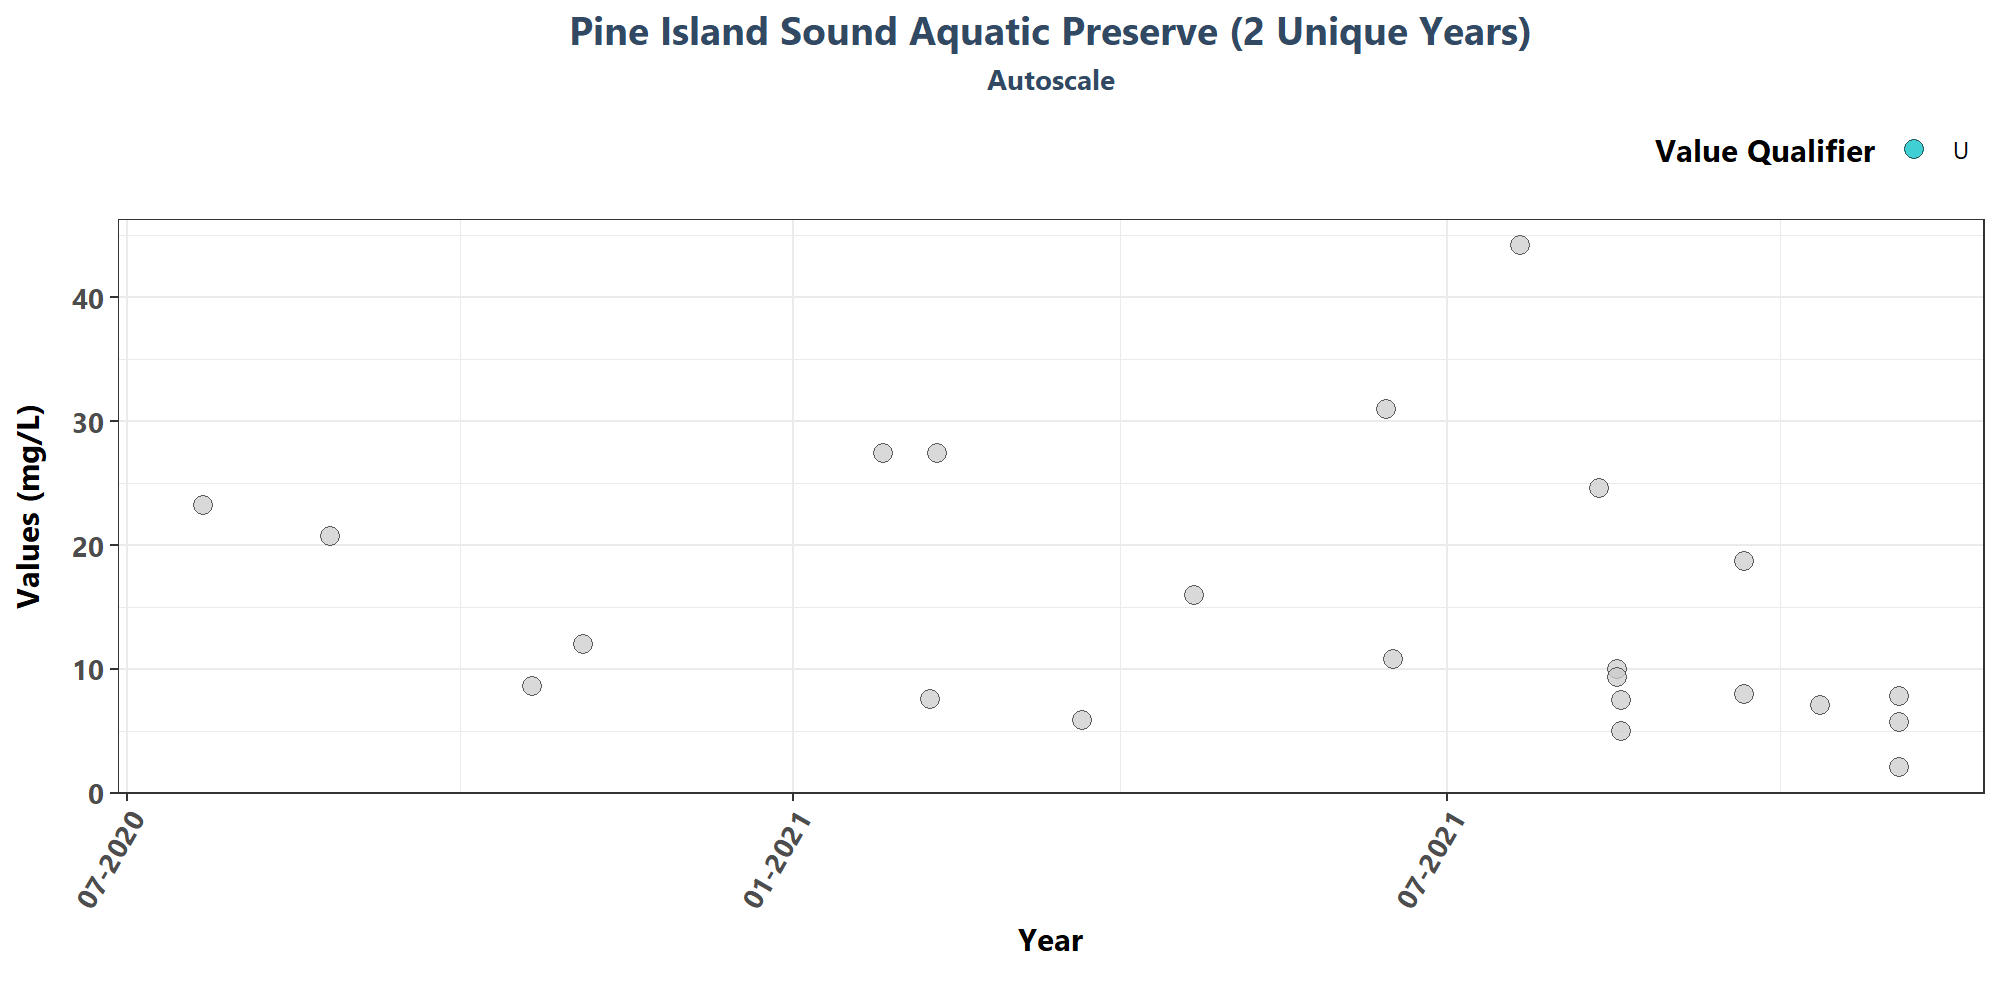 Pine Island Sound Aquatic Preserve (2 Unique Years)
Autoscale
Value Qualifier U
Values (mg/L)
40
30
20
10
0
07-2020 01-2021 07-2021
Year